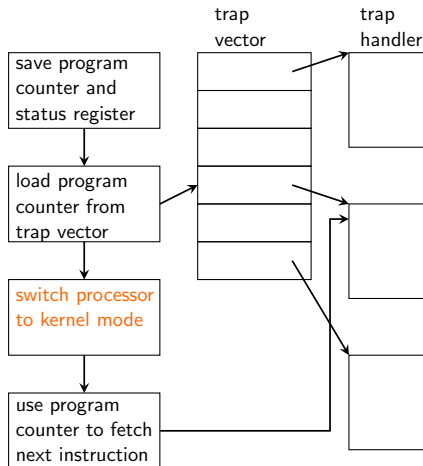 trap
vector
trap
handler
save program
counter and
status register
load program
counter from
trap vector
switch processor
to kernel mode
use program
counter to fetch
next instruction